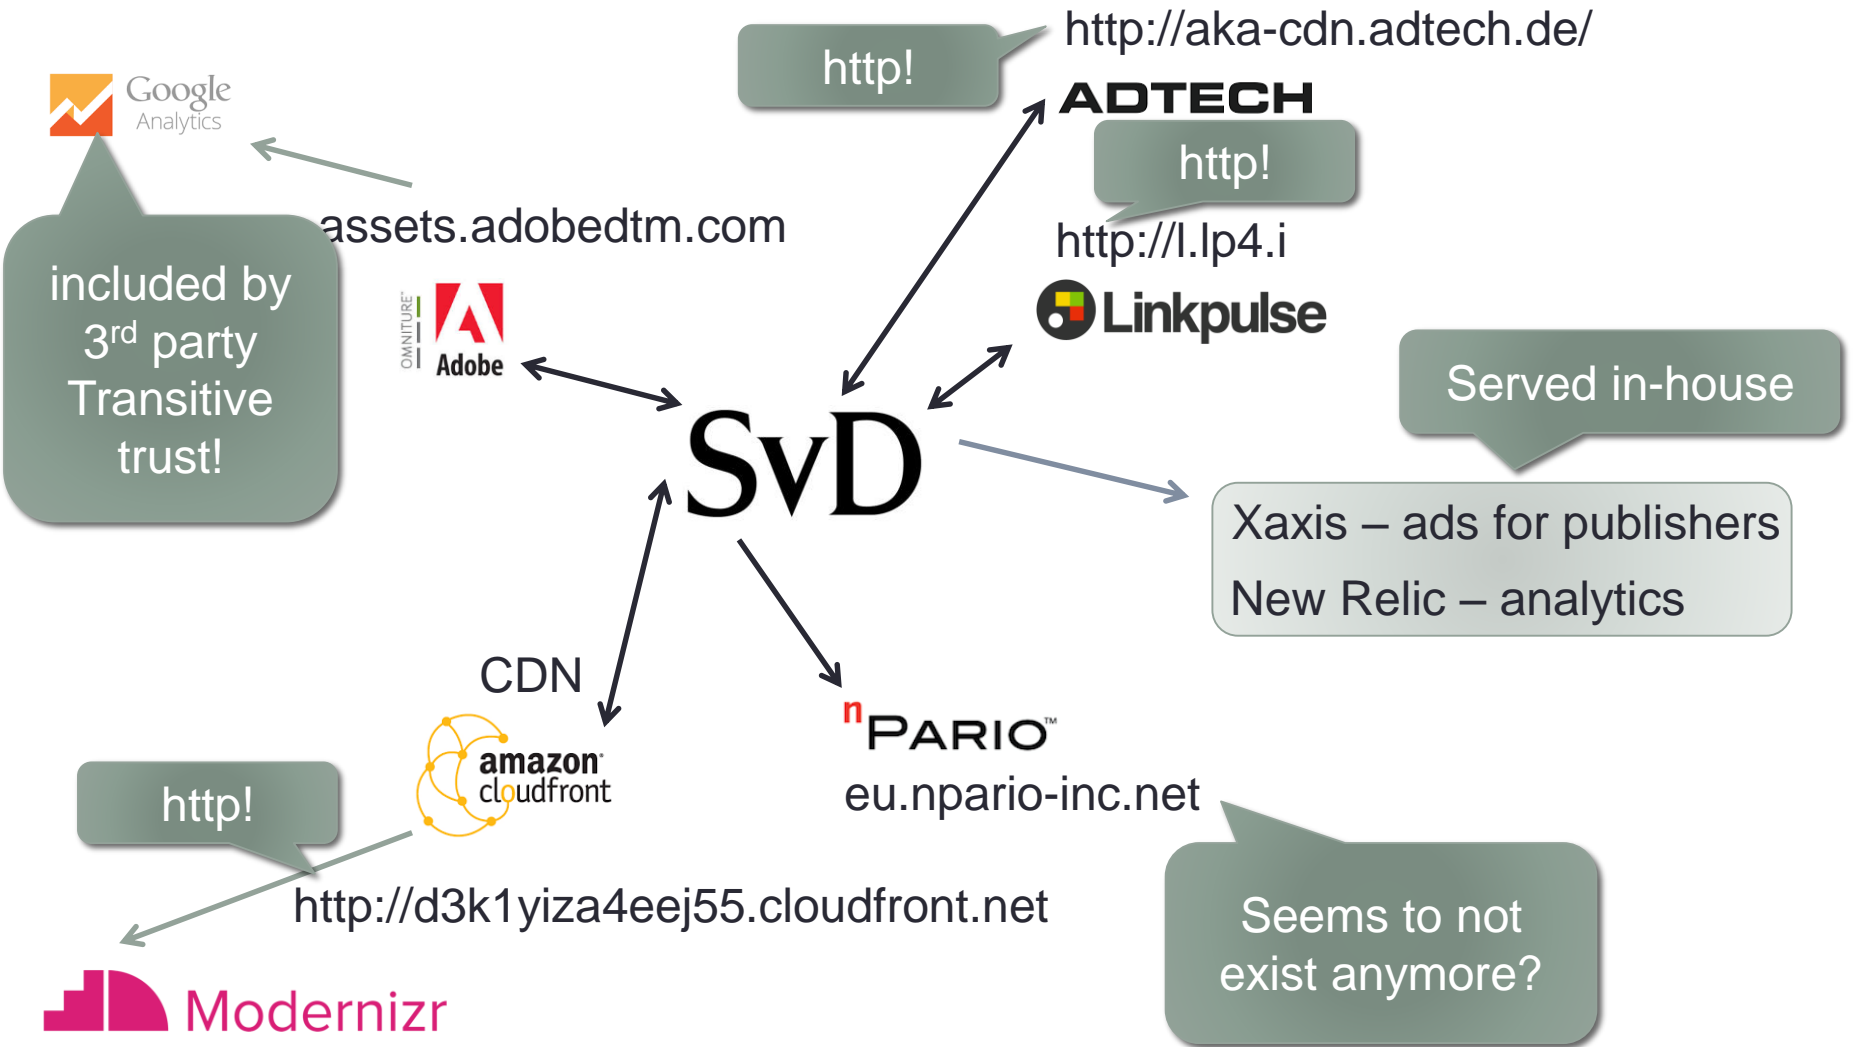 http://aka-cdn.adtech.de/
http!
ADTECH
Google
Analytics
http!
assets.adobedtm.com
http://l.lp4.i
included by
3rd party
Transitive
trust!
OMNITURE™
Adobe
Linkpulse
Served in-house
SvD
Xaxis – ads for publishers
New Relic – analytics
CDN
amazon
cloudfront
nPARIO™
eu.npario-inc.net
http!
http://d3k1yiza4eej55.cloudfront.net
Seems to not
exist anymore?
Modernizr